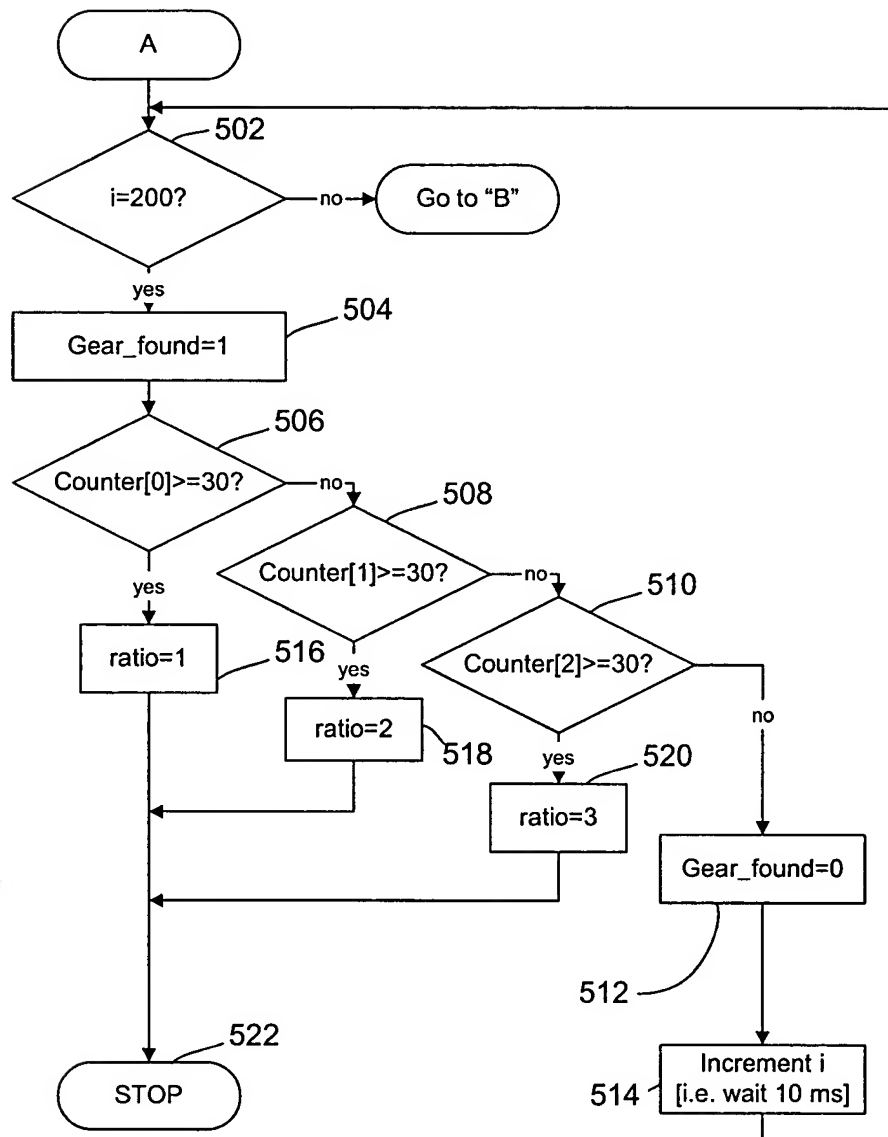 A
502
i=200?
no
Go to “B”
yes
504
Gear_found=1
506
Counter[0]>=30?
no
508
Counter[1]>=30?
no
510
yes
Counter[2]>=30?
ratio=1
516
yes
no
ratio=2
518
yes
520
ratio=3
Gear_found=0
512
522
STOP
Increment i
[i.e. wait 10 ms]
514